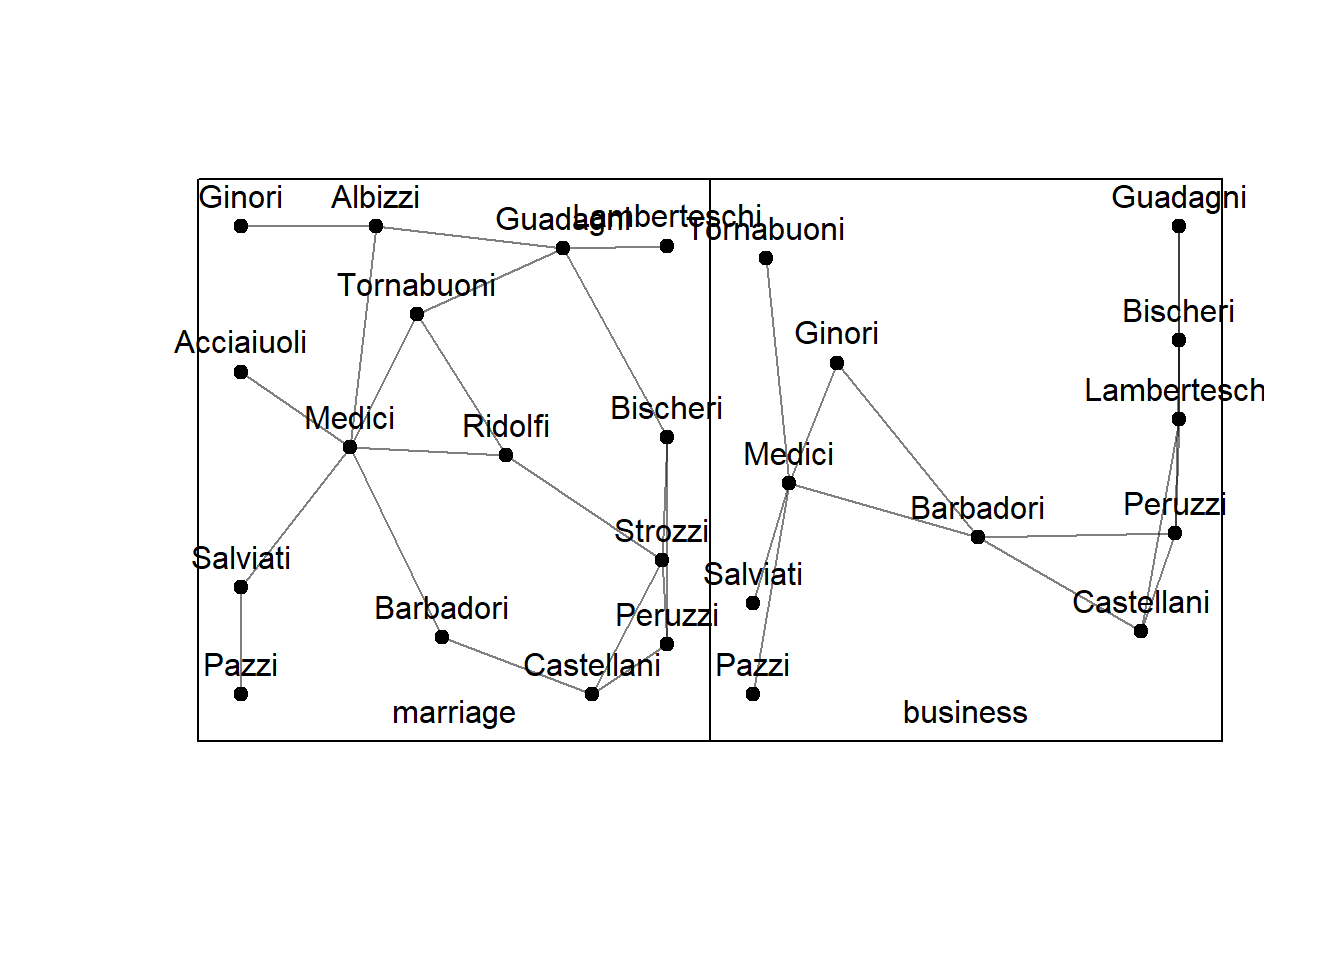 Ginori
Albizzi
Guadagni
Lamberteschi
Tornabuoni
Acciaiuoli
Medici
Ridolfi
Bischeri
Strozzi
Salviati
Barbadori
Peruzzi
Castellani
Pazzi
marriage
Guadagni
Tornabuoni
Bischeri
Ginori
Lambertesch
Medici
Peruzzi
Barbadori
Salviati
Castellani
Pazzi
business